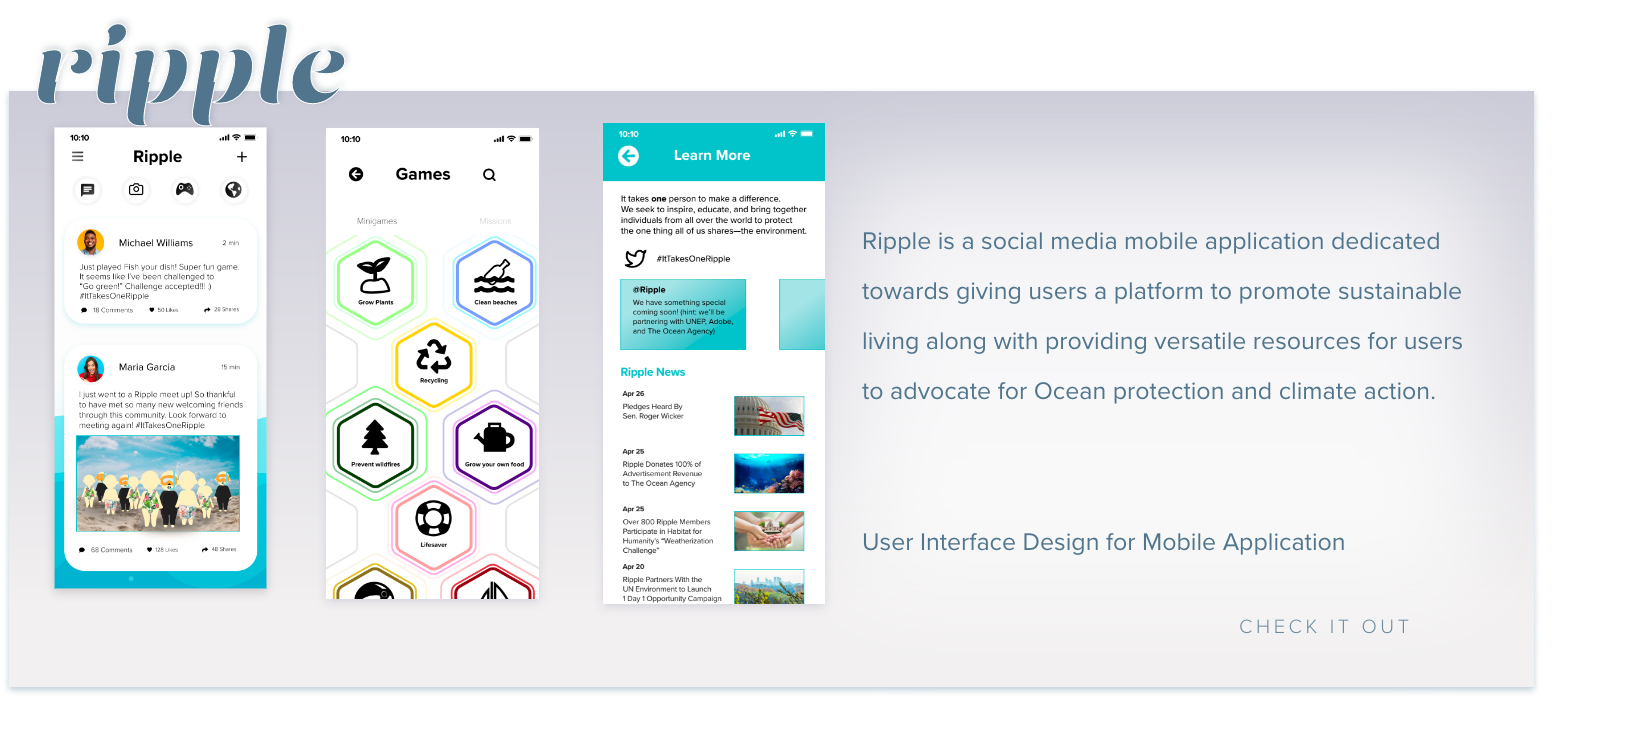 ripple
10:10
Ripple
Michael Williams
2 min
Just played Fish your dish! Super fun game.
It seems like I've been challenged to
"Go green!" Challenge accepted!!! :)
#ItTakesOneRipple
18 Comments
50 Likes
28 Shares
Maria Garcia
15 min
I just went to a Ripple meet up! So thankful
to have met so many new welcoming friends
through this community. Look forward to
meeting again! #ItTakesOneRipple
68 Comments
128 Likes
48 Shares
10:10
Games
Minigames
Missions
Grow Plants
Clean beaches
Recycling
Prevent wildfires
Grow your own food
Lifesaver
10:10
Learn More
It takes one person to make a difference.
We seek to inspire, educate, and bring together
individuals from all over the world to protect
the one thing all of us shares—the environment.
#ItTakesOneRipple
@Ripple
We have something special
coming soon! (hint: we'll be
partnering with UNEP, Adobe,
and The Ocean Agency)
Ripple News
Apr 26
Pledges Heard By
Sen. Roger Wicker
Apr 25
Ripple Donates 100% of
Advertisement Revenue
to The Ocean Agency
Apr 25
Over 800 Ripple Members
Participate in Habitat for
Humanity's "Weatherization
Challenge"
Apr 20
Ripple Partners With the
UN Environment to Launch
1 Day 1 Opportunity Campaign
Ripple is a social media mobile application dedicated
towards giving users a platform to promote sustainable
living along with providing versatile resources for users
to advocate for Ocean protection and climate action.
User Interface Design for Mobile Application
CHECK IT OUT